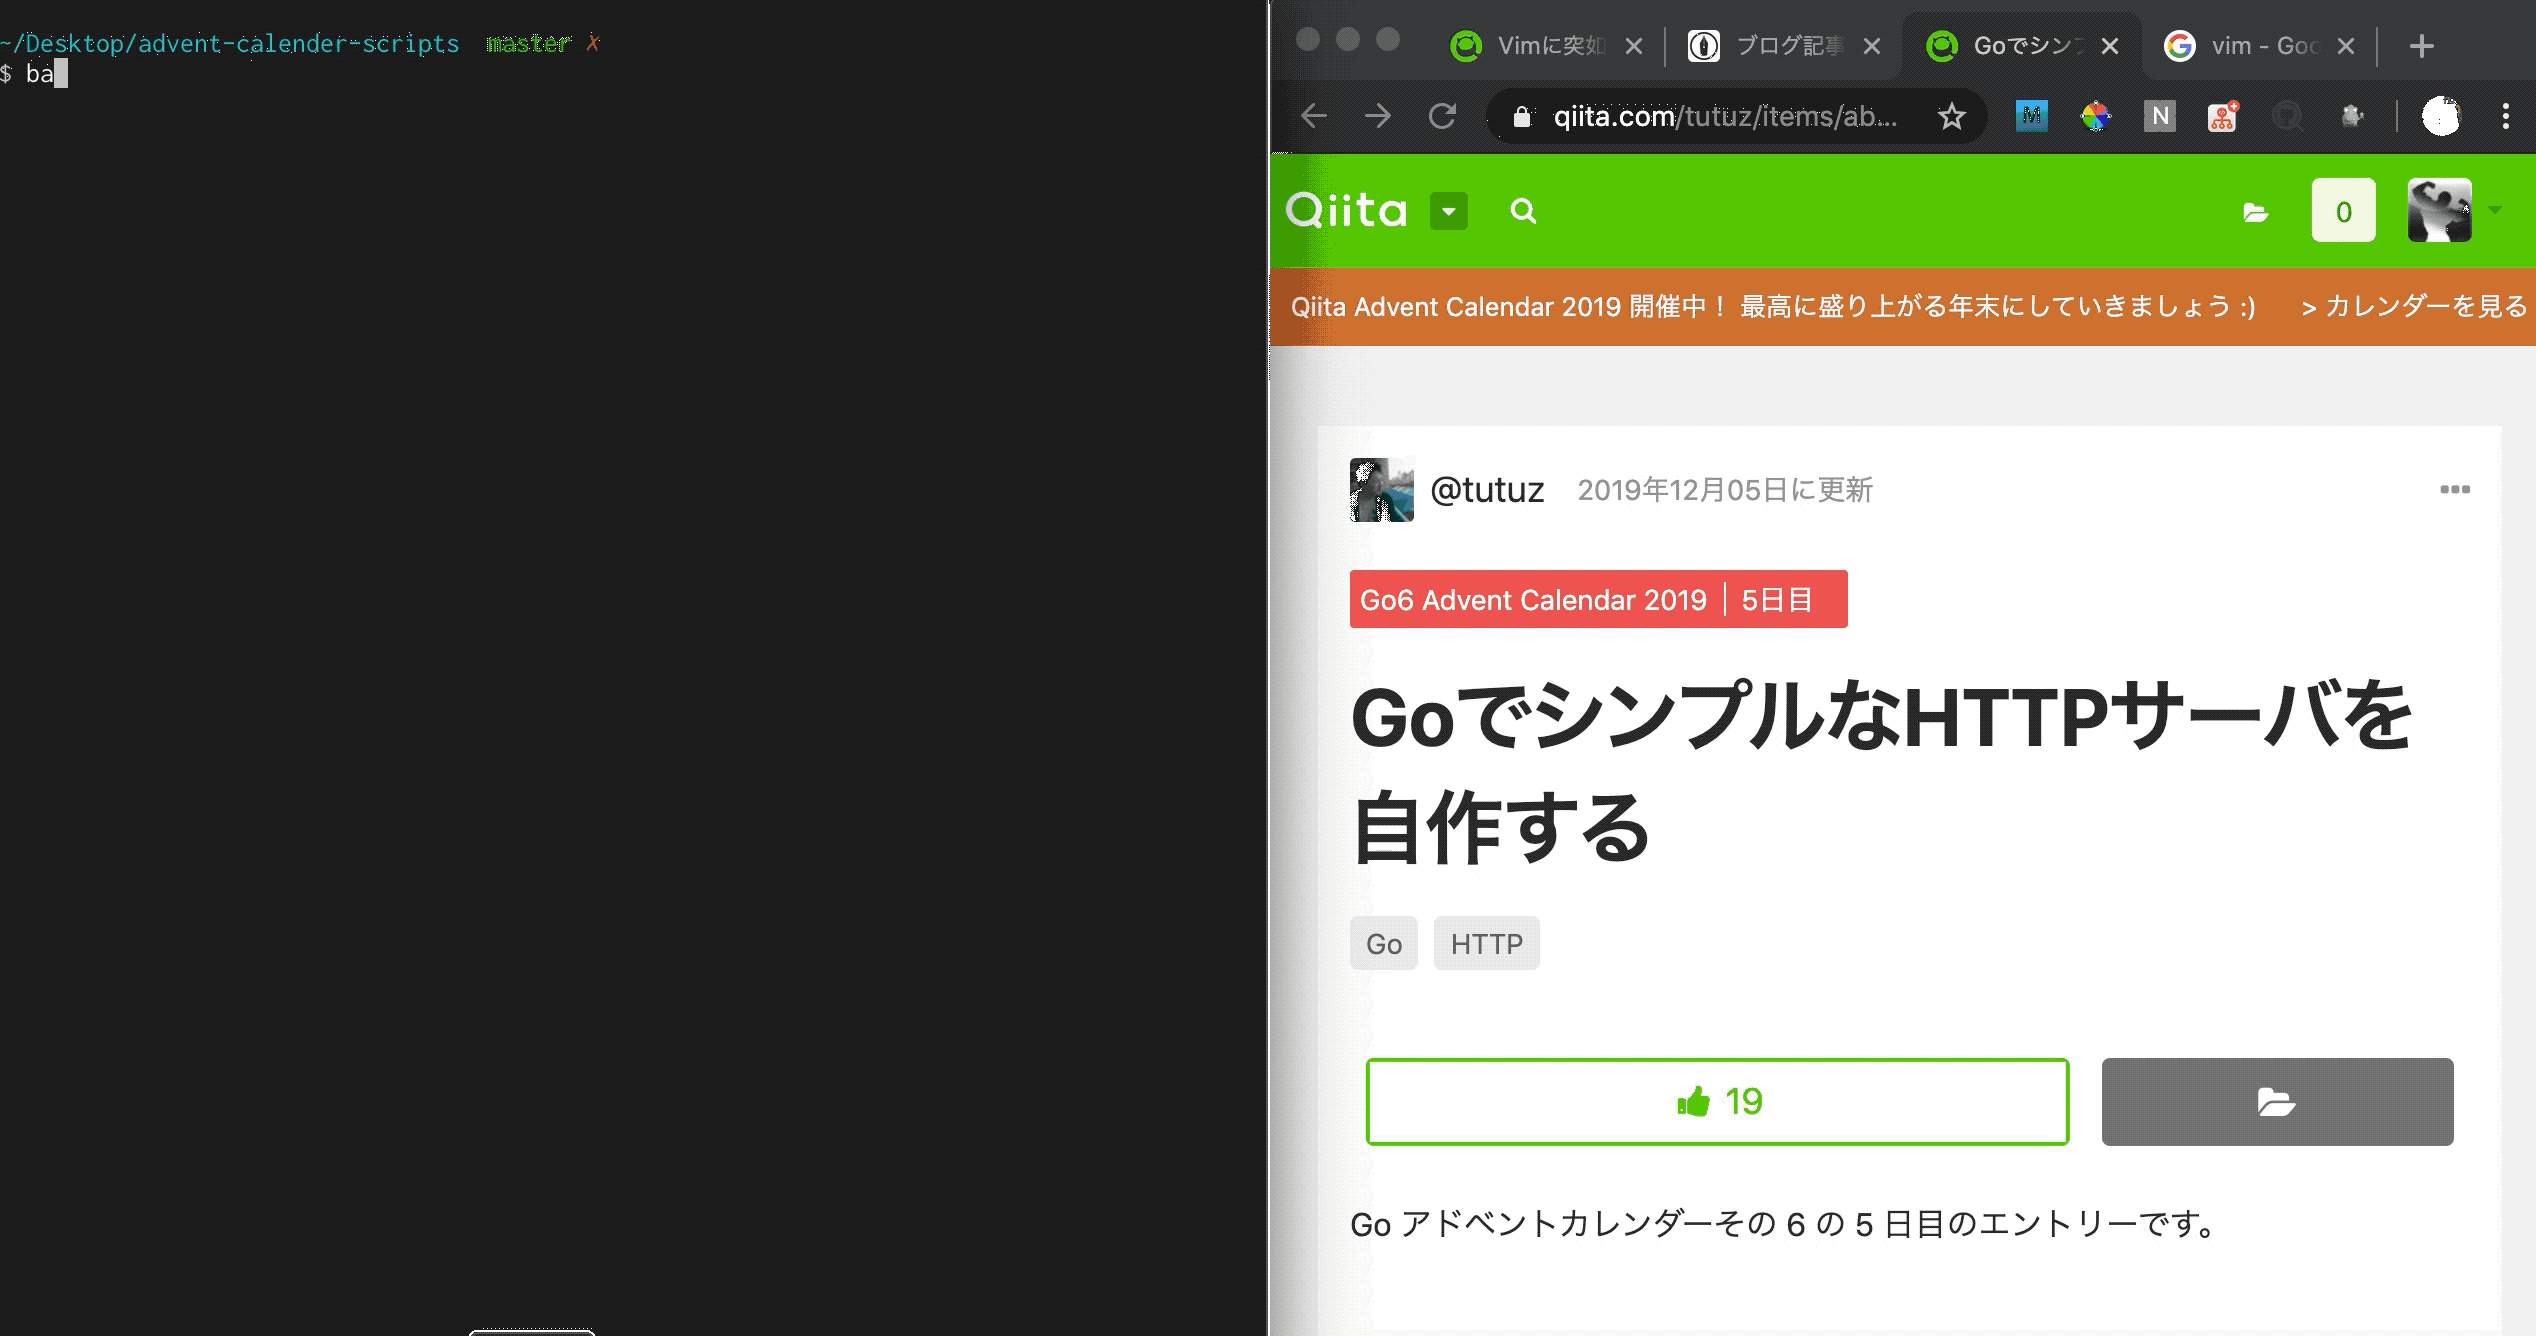 ~/Desktop/advent-calender-scripts master ✗
$ ba
Vimに突如
ブログ記事
Goでシンプ
vim - Goo
qiita.com/tutuz/items/ab...
M
N
Qiita
0
Qiita Advent Calendar 2019 開催中！ 最高に盛り上がる年末にしていきましょう :) > カレンダーを見る
@tutuz 2019年12月05日に更新
Go6 Advent Calendar 2019 | 5日目
GoでシンプルなHTTPサーバを
自作する
Go HTTP
19
Go アドベントカレンダーその 6 の 5 日目のエントリーです。